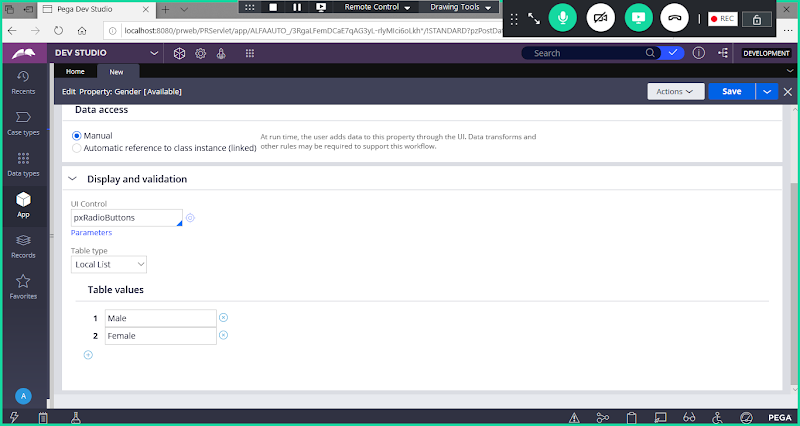 Pega Dev Studio
Remote Control
Drawing Tools
REC
localhost:8080/prweb/PRServlet/app/ALFAAUTO_/3RgaLFemDCaE7qAG3yL-rlyMIci6oI.kh*/!STANDARD?pzPostDat
DEV STUDIO
Search
DEVELOPMENT
Home
New
Edit Property: Gender [Available]
Actions
Save
Recents
Case types
Data types
App
Records
Favorites
A
Data access
Manual
Automatic reference to class instance (linked)
At run time, the user adds data to this property through the UI. Data transforms and
other rules may be required to support this workflow.
Display and validation
UI Control
pxRadioButtons
Parameters
Table type
Local List
Table values
1 Male
2 Female
PEGA